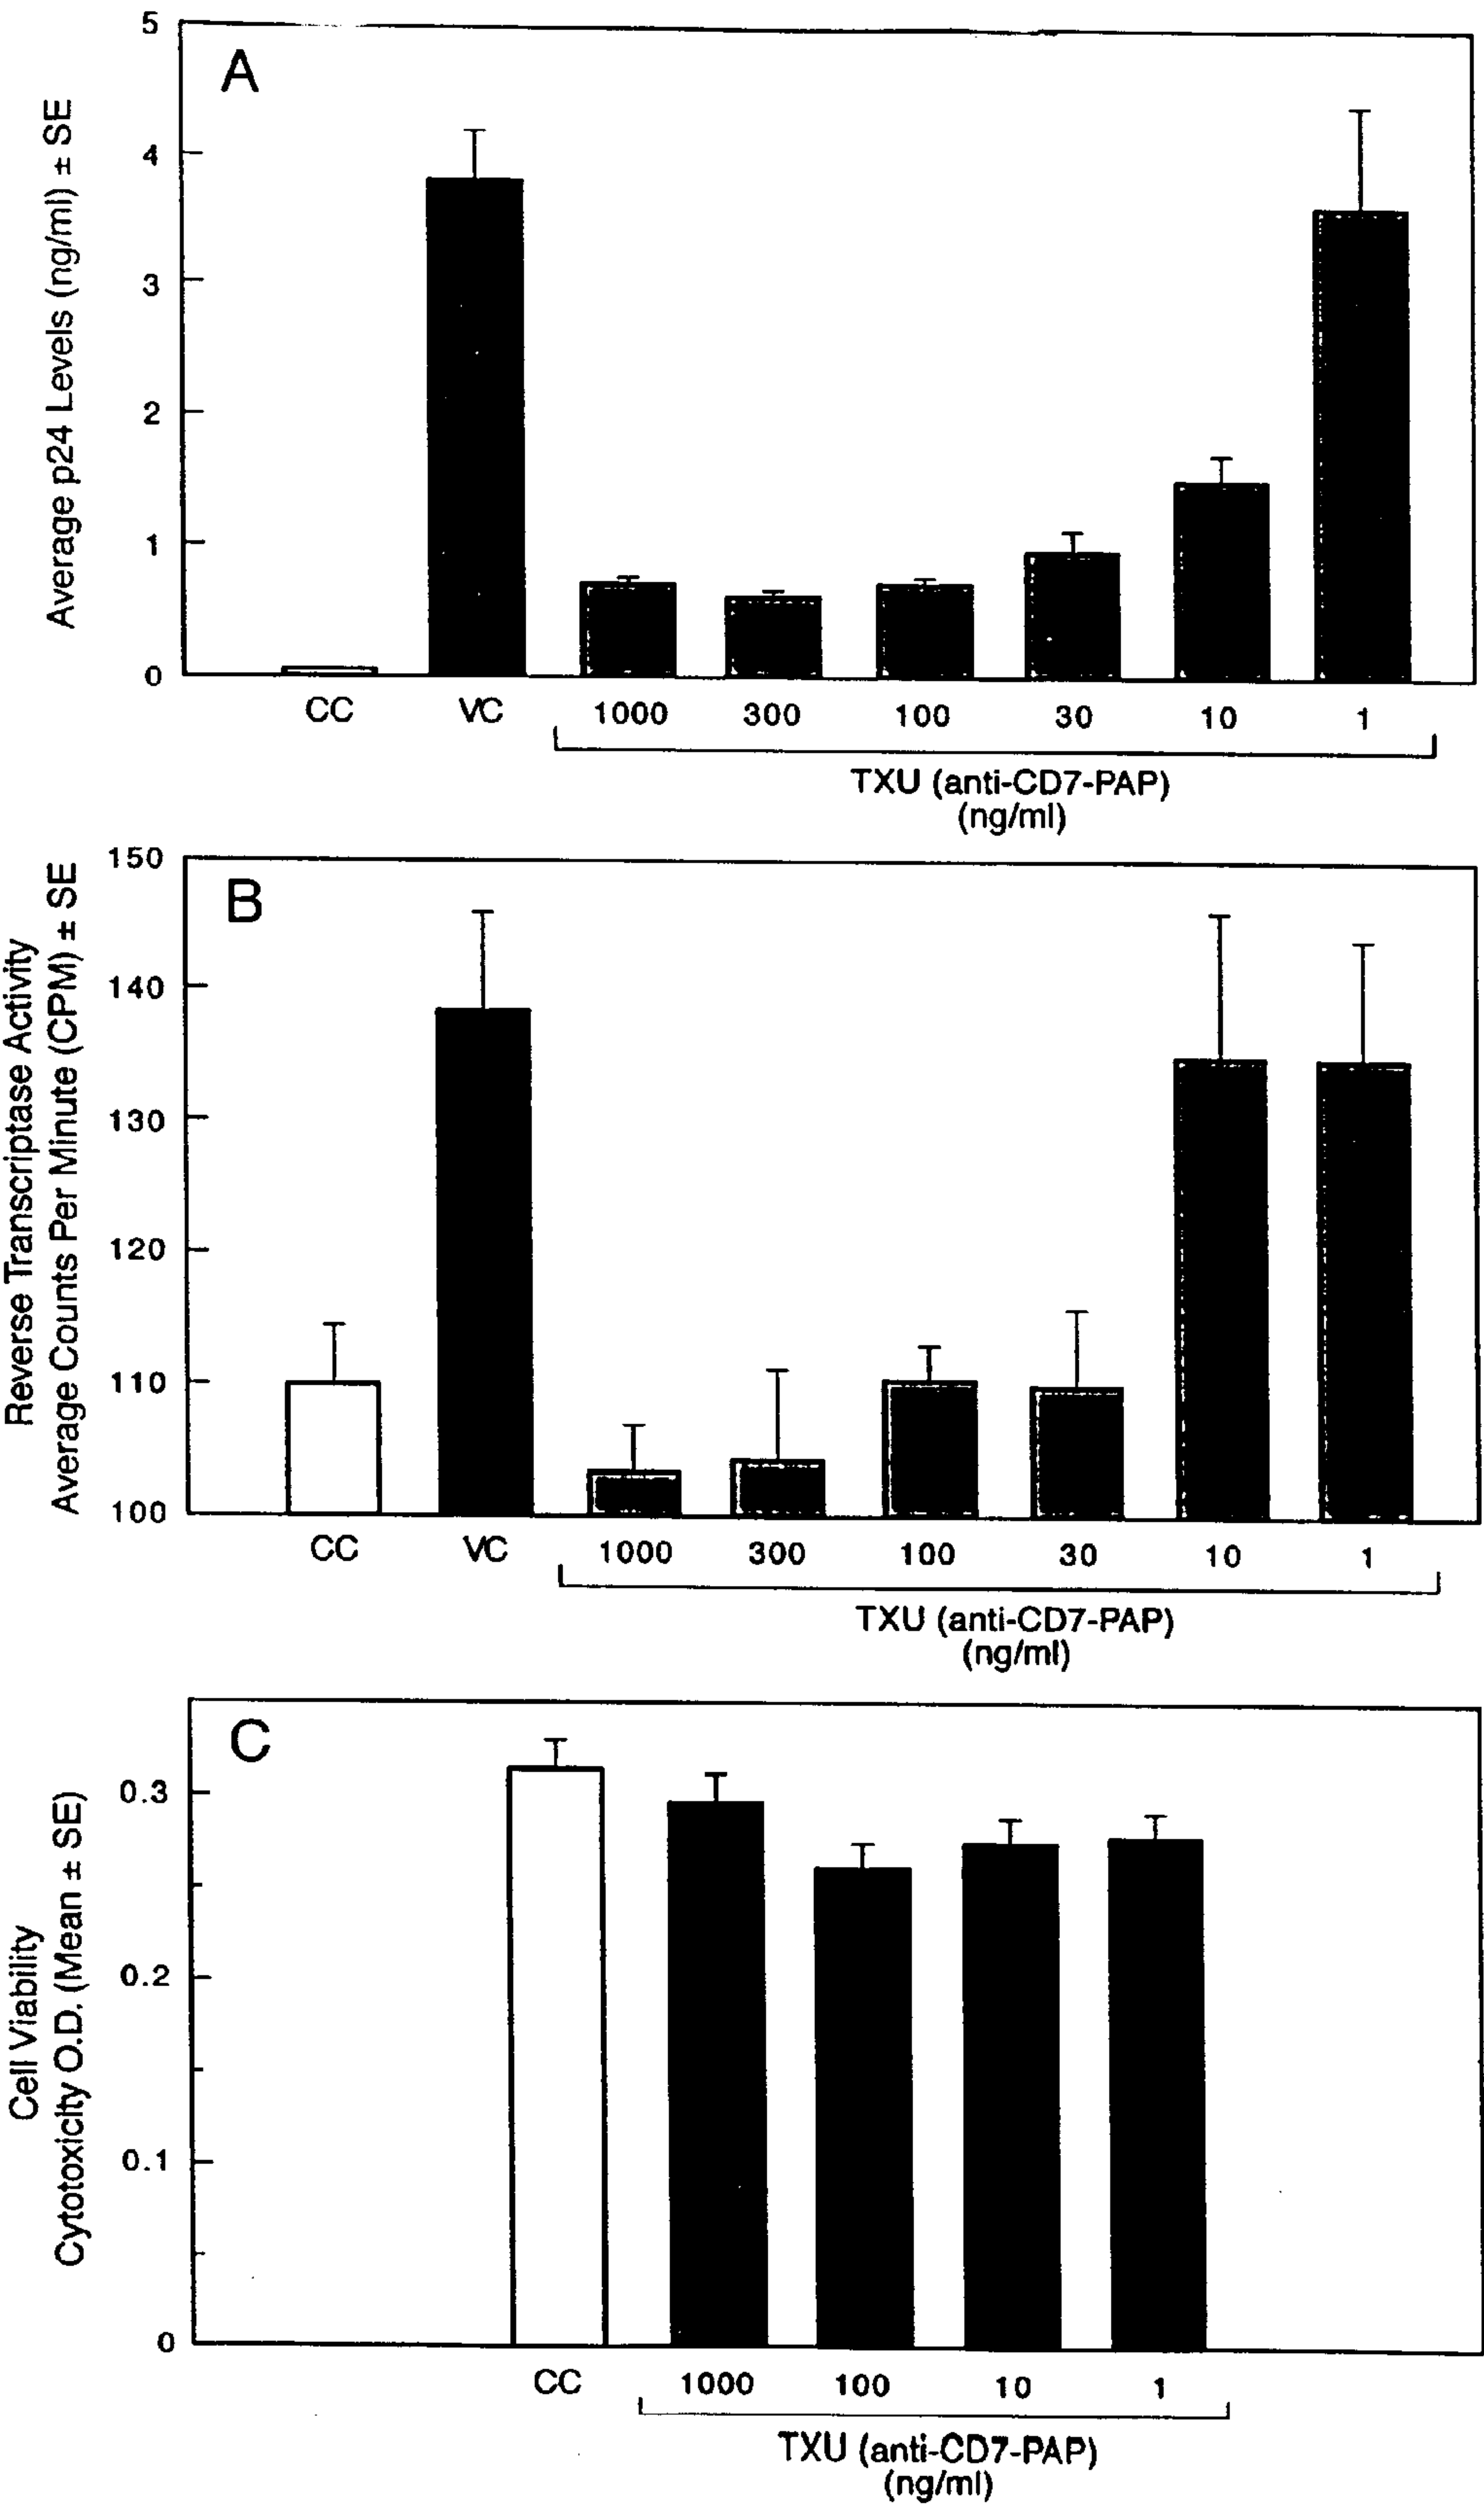 A
Average p24 Levels (ng/ml) ± SE
5
4
3
2
1
0
CC VC 1000 300 100 30 10 1
TXU (anti-CD7-PAP)
(ng/ml)
B
Reverse Transcriptase Activity
Average Counts Per Minute (CPM) ± SE
150
140
130
120
110
100
CC VC 1000 300 100 30 10 1
TXU (anti-CD7-PAP)
(ng/ml)
C
Cell Viability
Cytotoxicity O.D. (Mean ± SE)
0.3
0.2
0.1
0
CC 1000 100 10 1
TXU (anti-CD7-PAP)
(ng/ml)